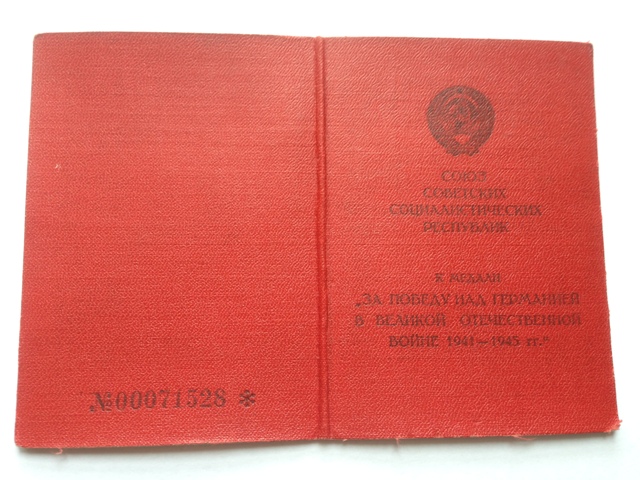 №00071528 *
СОЮЗ
СОВЕТСКИХ
СОЦИАЛИСТИЧЕСКИХ
РЕСПУБЛИК
К МЕДАЛИ
„ЗА ПОБЕДУ НАД ГЕРМАНИЕЙ
В ВЕЛИКОЙ ОТЕЧЕСТВЕННОЙ
ВОЙНЕ 1941—1945 гг."